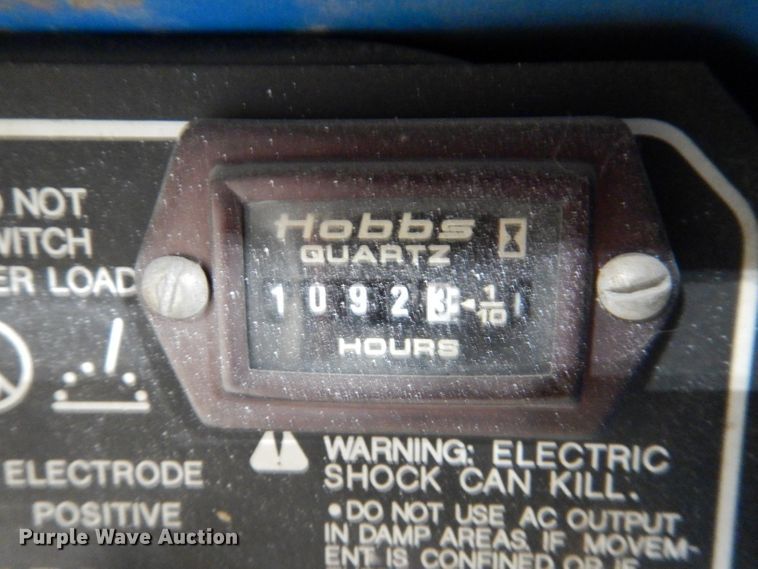 Hobbs
QUARTZ
1 0 9 2 3 1/10
HOURS
NOT
ER LOAD
ELECTRODE
POSITIVE
WARNING: ELECTRIC
SHOCK CAN KILL.
•DO NOT USE AC OUTPUT
IN DAMP AREAS, IF MOVEM-
ENT IS CONFINED OR IF
Purple Wave Auction